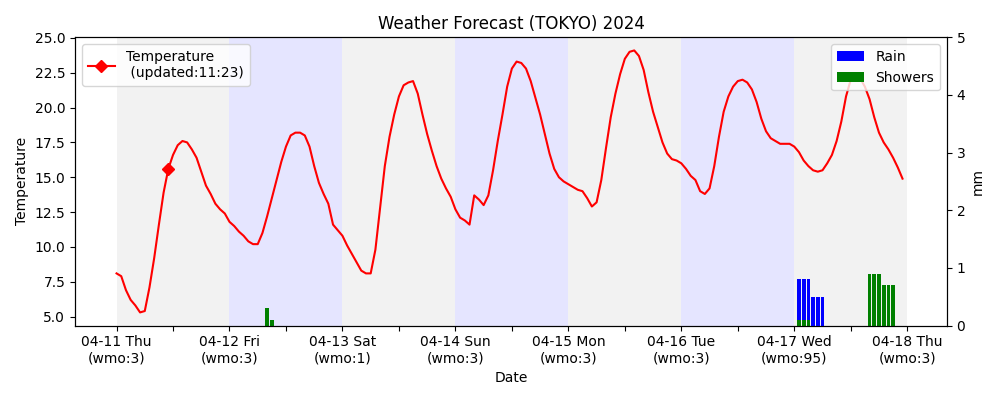 Weather Forecast (TOKYO) 2024
Temperature
(updated:11:23)
Rain
Showers
25.0
22.5
20.0
17.5
15.0
12.5
10.0
7.5
5.0
Temperature
5
4
3
2
1
0
mm
04-11 Thu
(wmo:3)
04-12 Fri
(wmo:3)
04-13 Sat
(wmo:1)
04-14 Sun
(wmo:3)
04-15 Mon
(wmo:3)
04-16 Tue
(wmo:3)
04-17 Wed
(wmo:95)
04-18 Thu
(wmo:3)
Date